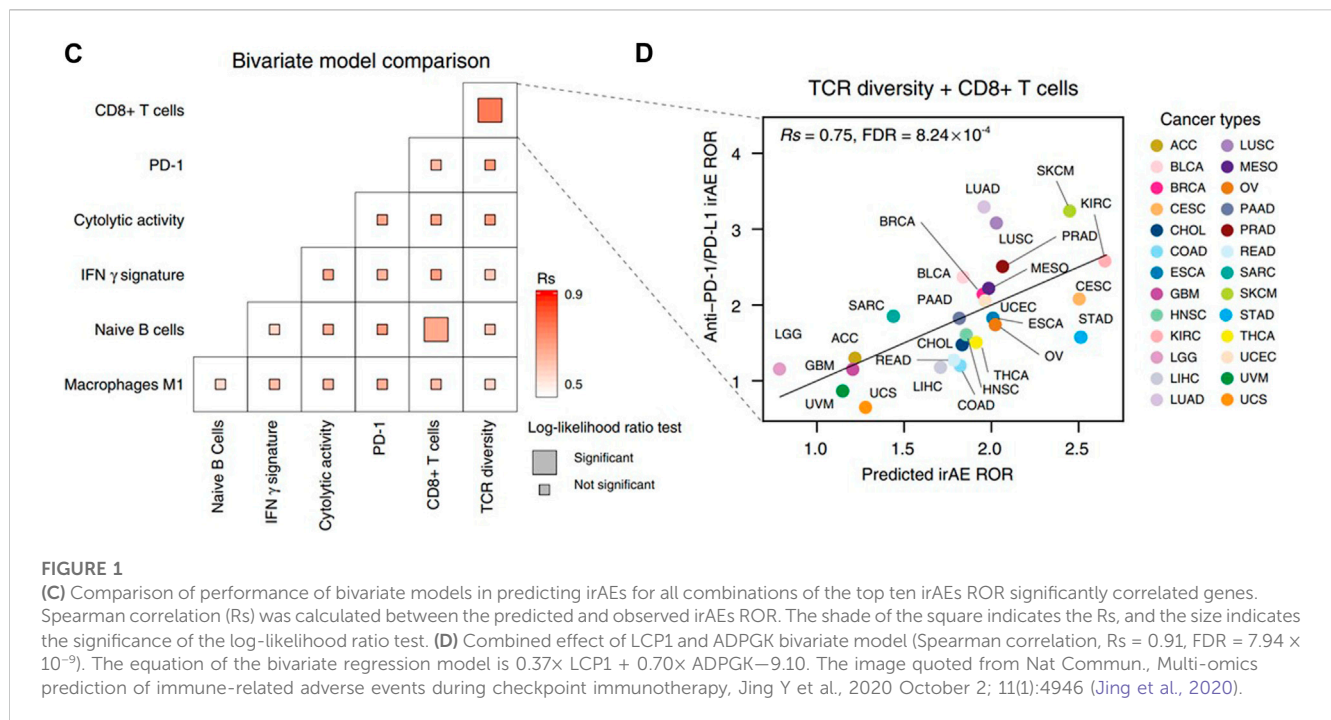 C
Bivariate model comparison
CD8+ T cells
PD-1
Cytolytic activity
IFN γ signature
Naive B cells
Macrophages M1
Naive B Cells
IFN γ signature
Cytolytic activity
PD-1
CD8+ T cells
TCR diversity
Rs
0.9
0.5
Log-likelihood ratio test
Significant
Not significant
D
TCR diversity + CD8+ T cells
Rs = 0.75, FDR = 8.24×10⁻⁴
Anti–PD-1/PD-L1 irAE ROR
4
3
2
1
1.0
1.5
2.0
2.5
Predicted irAE ROR
SKCM
LUAD
KIRC
BRCA
LUSC
PRAD
BLCA
MESO
CESC
SARC
PAAD
UCEC
STAD
ESCA
LGG
ACC
CHOL
OV
GBM
READ
THCA
LIHC
HNSC
UVM
UCS
COAD
Cancer types
ACC
BLCA
BRCA
CESC
CHOL
COAD
ESCA
GBM
HNSC
KIRC
LGG
LIHC
LUAD
LUSC
MESO
OV
PAAD
PRAD
READ
SARC
SKCM
STAD
THCA
UCEC
UVM
UCS
FIGURE 1
(C) Comparison of performance of bivariate models in predicting irAEs for all combinations of the top ten irAEs ROR significantly correlated genes.
Spearman correlation (Rs) was calculated between the predicted and observed irAEs ROR. The shade of the square indicates the Rs, and the size indicates
the significance of the log-likelihood ratio test. (D) Combined effect of LCP1 and ADPGK bivariate model (Spearman correlation, Rs = 0.91, FDR = 7.94 ×
10⁻⁹). The equation of the bivariate regression model is 0.37× LCP1 + 0.70× ADPGK—9.10. The image quoted from Nat Commun., Multi-omics
prediction of immune-related adverse events during checkpoint immunotherapy, Jing Y et al., 2020 October 2; 11(1):4946 (Jing et al., 2020).